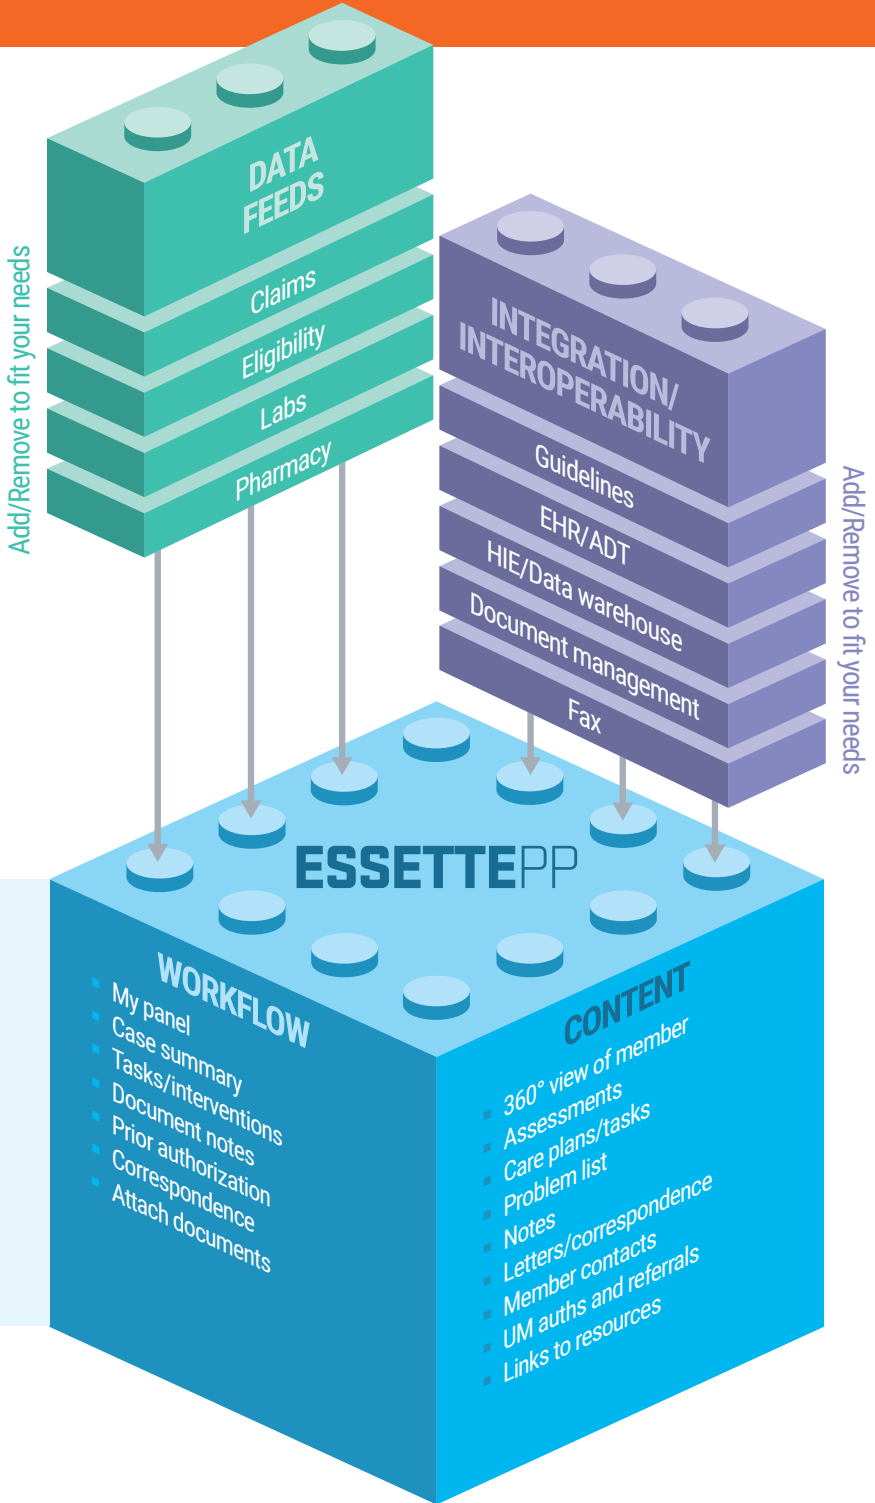 DATA
FEEDS
Claims
Eligibility
Labs
Pharmacy
Add/Remove to fit your needs
INTEGRATION/
INTEROPERABILITY
Guidelines
EHR/ADT
HIE/Data warehouse
Document management
Fax
Add/Remove to fit your needs
ESSETTEPP
WORKFLOW
▪ My panel
▪ Case summary
▪ Tasks/interventions
▪ Document notes
▪ Prior authorization
▪ Correspondence
▪ Attach documents
CONTENT
▪ 360° view of member
▪ Assessments
▪ Care plans/tasks
▪ Problem list
▪ Notes
▪ Letters/correspondence
▪ Member contacts
▪ UM auths and referrals
▪ Links to resources